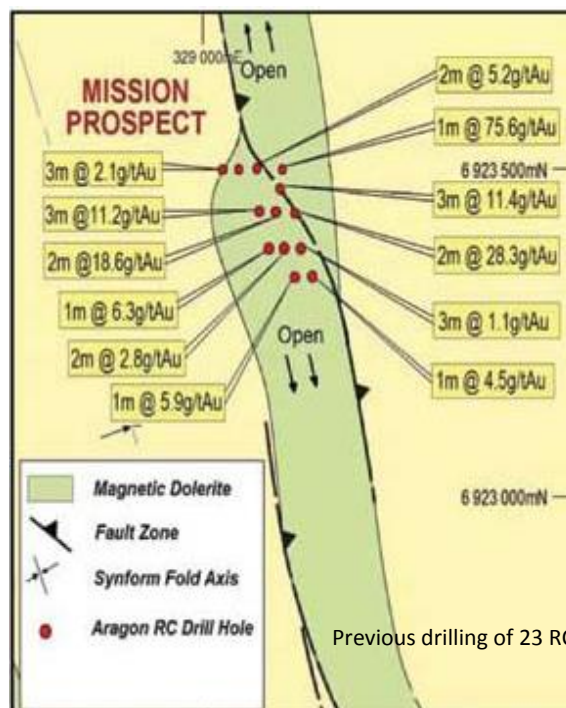 329 000mE
Open
MISSION
PROSPECT
2m @ 5.2g/tAu
1m @ 75.6g/tAu
6 923 500mN
3m @ 2.1g/tAu
3m @ 11.4g/tAu
3m @11.2g/tAu
2m @ 28.3g/tAu
2m @18.6g/tAu
1m @ 6.3g/tAu
3m @ 1.1g/tAu
2m @ 2.8g/tAu
Open
1m @ 4.5g/tAu
1m @ 5.9g/tAu
Magnetic Dolerite
6 923 000mN
Fault Zone
Synform Fold Axis
Aragon RC Drill Hole
Previous drilling of 23 RC